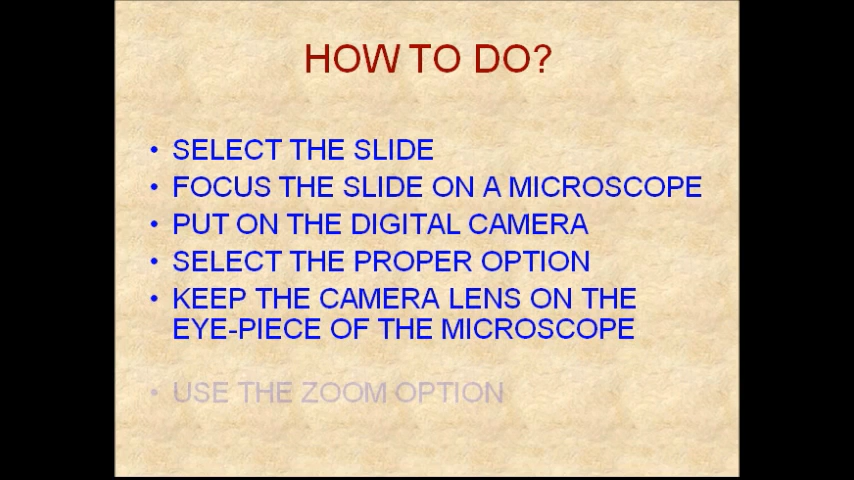 HOW TO DO?
• SELECT THE SLIDE
• FOCUS THE SLIDE ON A MICROSCOPE
• PUT ON THE DIGITAL CAMERA
• SELECT THE PROPER OPTION
• KEEP THE CAMERA LENS ON THE
EYE-PIECE OF THE MICROSCOPE
• USE THE ZOOM OPTION